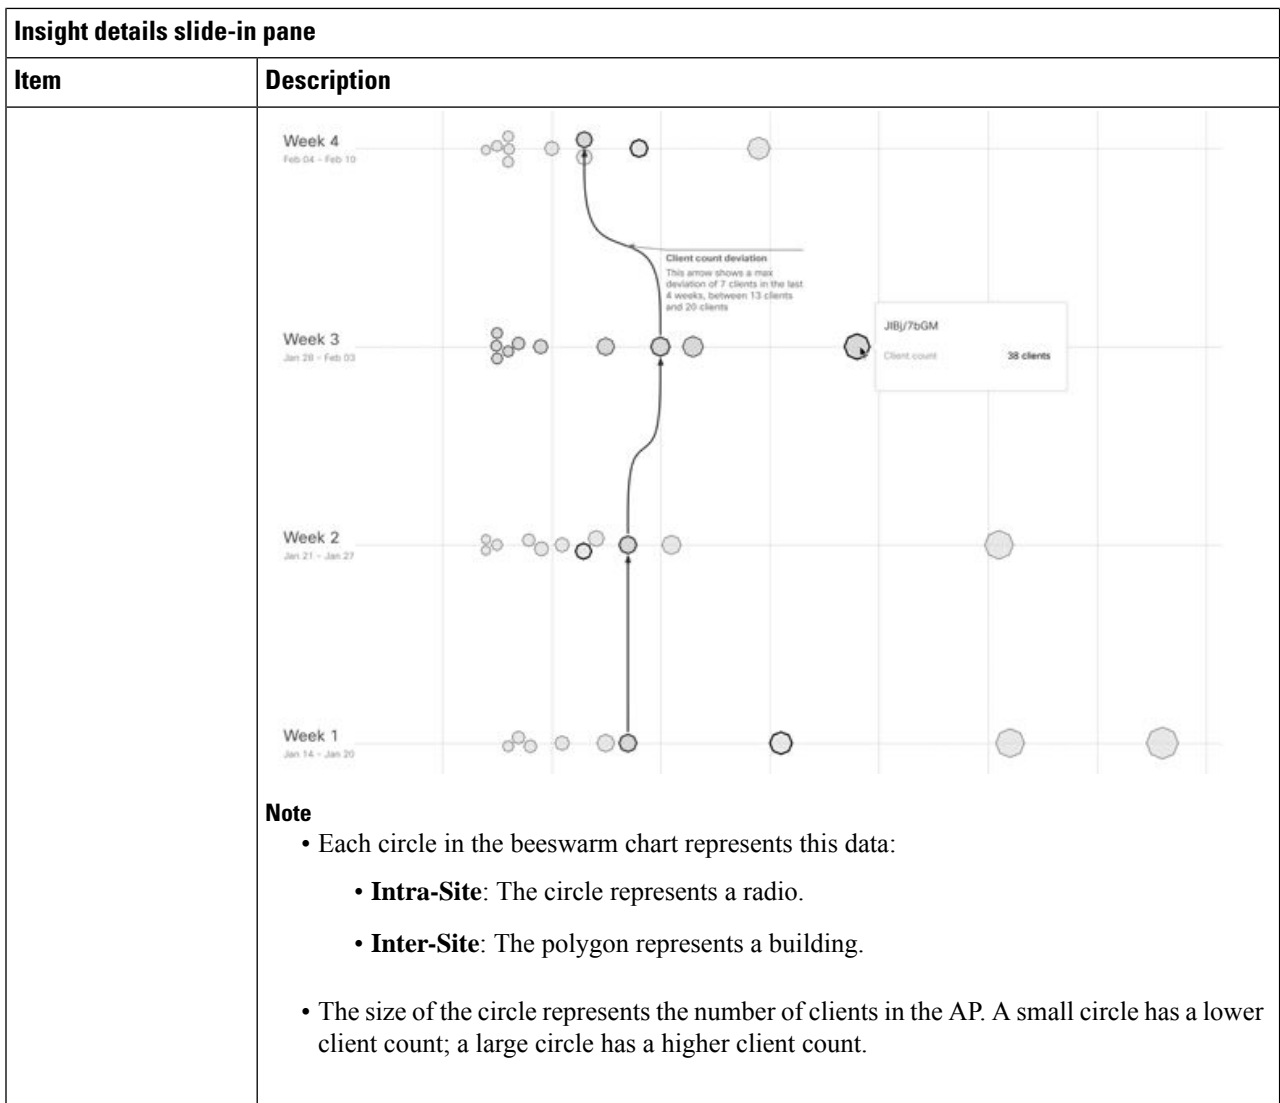 Insight details slide-in pane
Item
Description
Week 4
Feb 04 - Feb 10
Client count deviation
This arrow shows a max
deviation of 7 clients in the last
4 weeks, between 13 clients
and 20 clients
JIBj/7bGM
Client count
38 clients
Week 3
Jan 28 - Feb 03
Week 2
Jan 21 - Jan 27
Week 1
Jan 14 - Jan 20
Note
• Each circle in the beeswarm chart represents this data:
• Intra-Site: The circle represents a radio.
• Inter-Site: The polygon represents a building.
• The size of the circle represents the number of clients in the AP. A small circle has a lower
client count; a large circle has a higher client count.